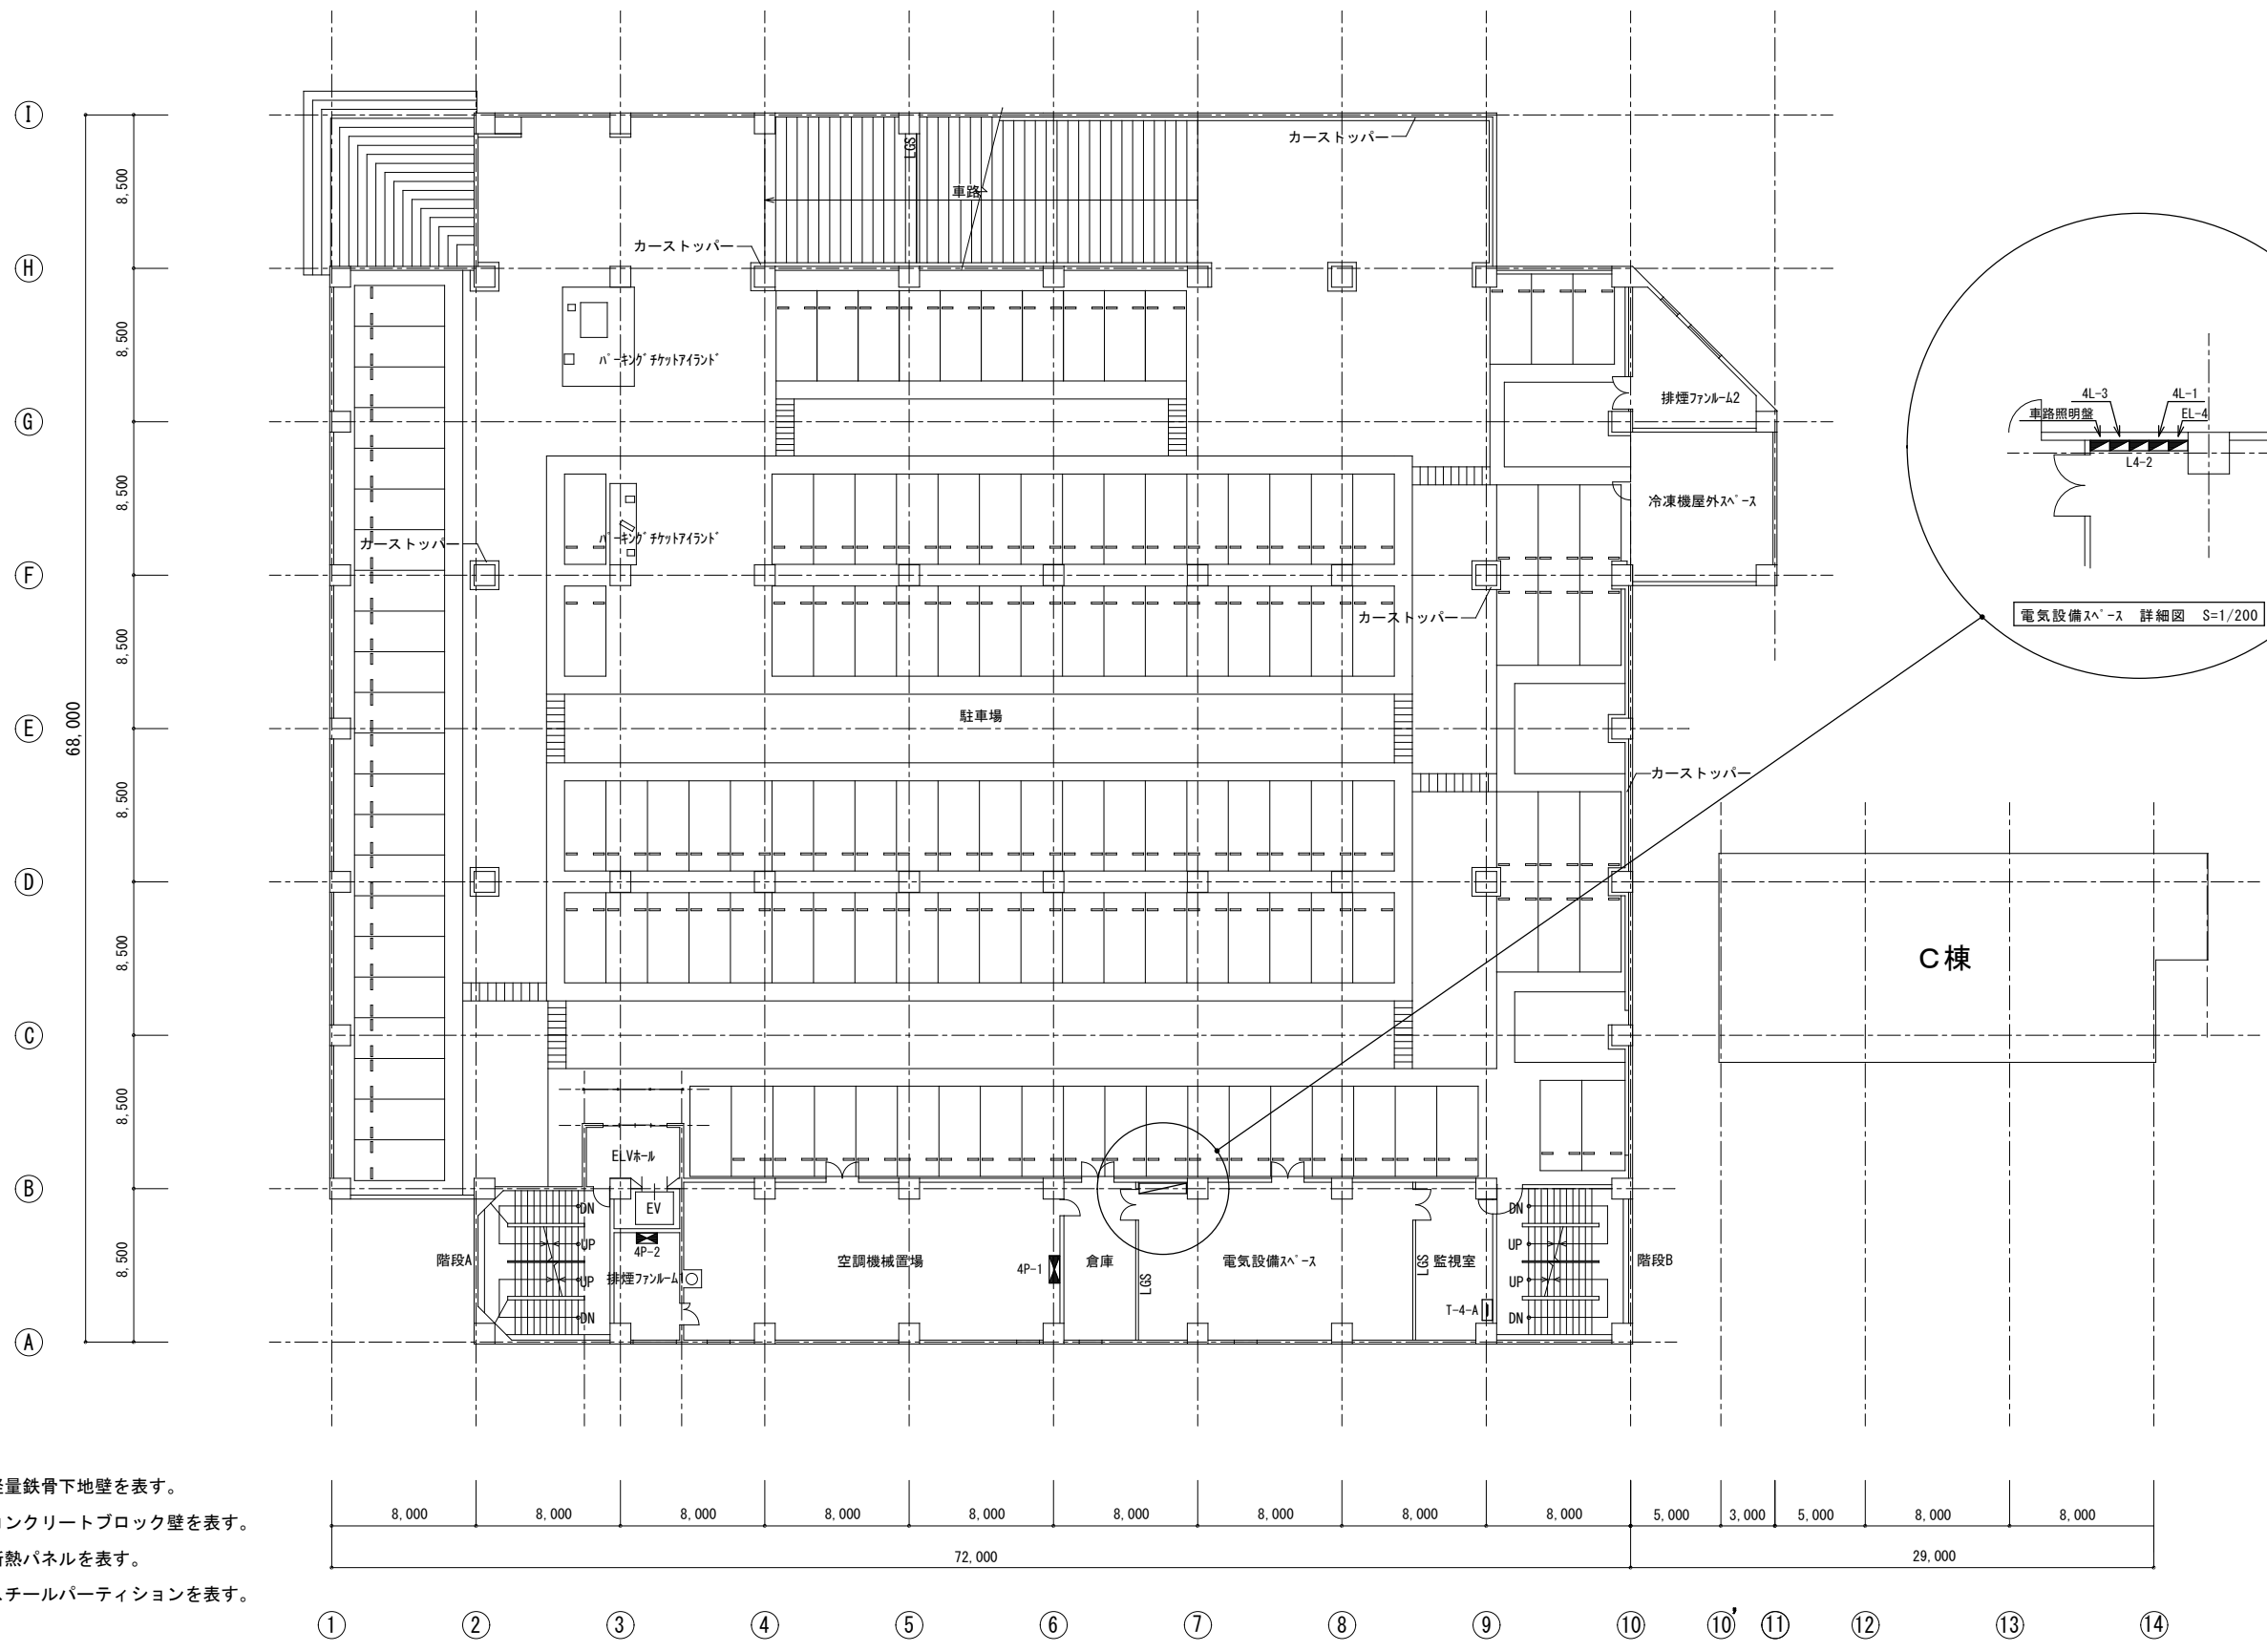 I
H
G
F
E
D
C
B
A
8,500
8,500
8,500
8,500
8,500
8,500
8,500
8,500
68,000
カーストッパー
LGS
車路
カーストッパー
パーキングチケットアイランド
排煙ファンルーム2
冷凍機屋外スペース
パーキングチケットアイランド
カーストッパー
カーストッパー
駐車場
カーストッパー
4L-3
4L-1
車路照明盤
EL-4
L4-2
電気設備スペース 詳細図 S=1/200
C棟
ELVホール
EV
DN
UP
UP
DN
階段A
4P-2
排煙ファンルーム1
空調機械置場
4P-1
倉庫
LGS
電気設備スペース
LGS
監視室
T-4-A
DN
UP
UP
DN
階段B
量鉄骨下地壁を表す。
ンクリートブロック壁を表す。
熱パネルを表す。
チールパーティションを表す。
8,000
8,000
8,000
8,000
8,000
8,000
8,000
8,000
8,000
5,000
3,000
5,000
8,000
8,000
72,000
29,000
1
2
3
4
5
6
7
8
9
10
10'
11
12
13
14